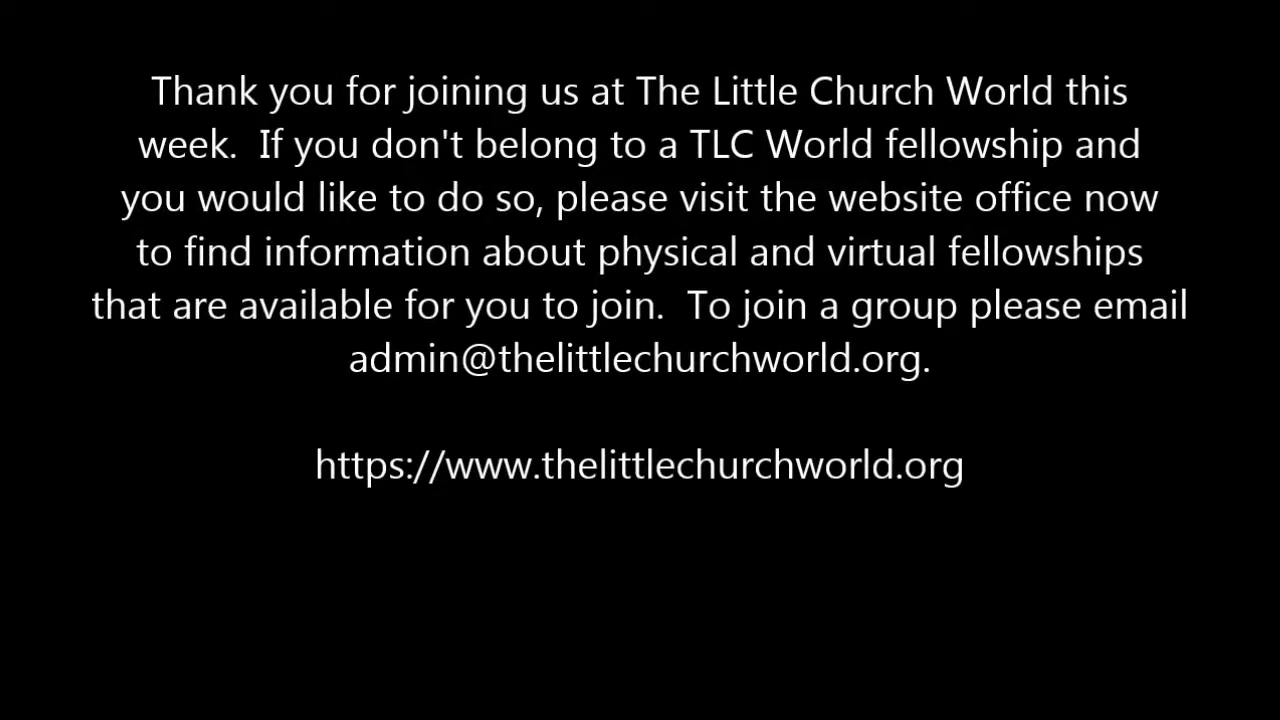 Thank you for joining us at The Little Church World this
week.  If you don't belong to a TLC World fellowship and
you would like to do so, please visit the website office now
to find information about physical and virtual fellowships
that are available for you to join.  To join a group please email
admin@thelittlechurchworld.org.
https://www.thelittlechurchworld.org